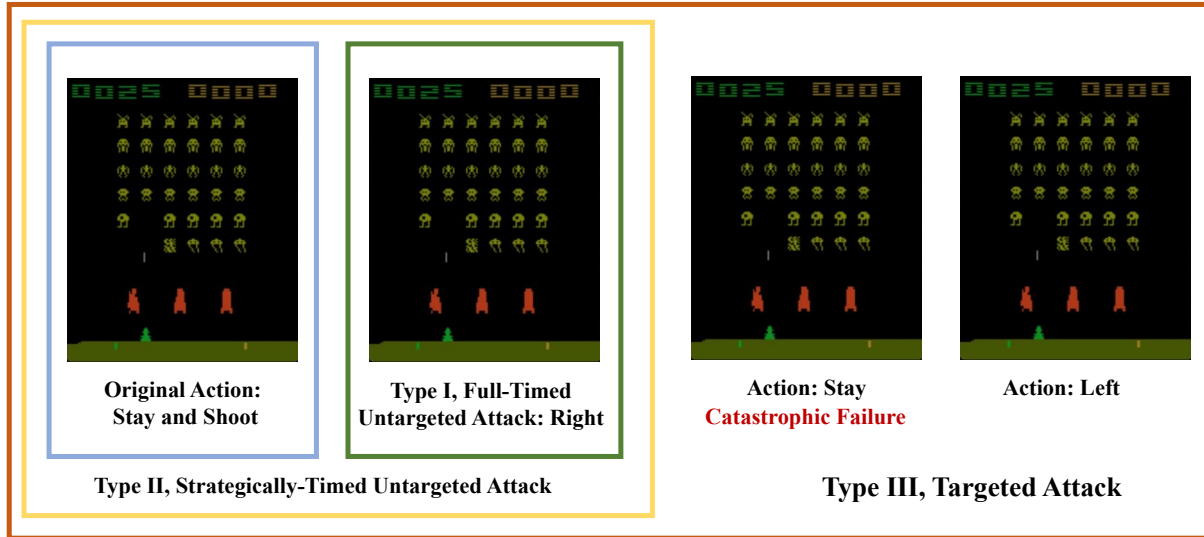 0025 0000
0025 0000
0025 0000
0025 0000
Original Action:
Stay and Shoot
Type I, Full-Timed
Untargeted Attack: Right
Action: Stay
Catastrophic Failure
Action: Left
Type II, Strategically-Timed Untargeted Attack
Type III, Targeted Attack